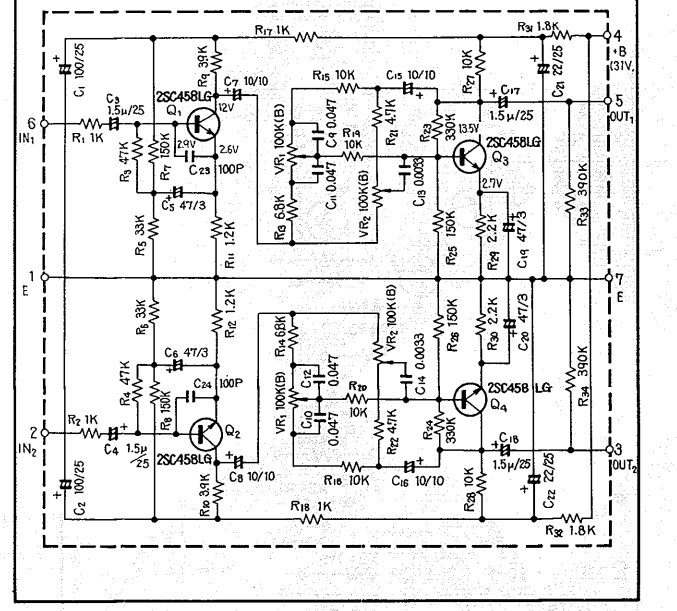 R17 1K
R31 1.8K
4
+B
(31V,
C1 100/25
R9 3.9K
C7 10/10
R15 10K
C15 10/10
R27 10K
C21 22/25
C17
1.5μ/25
5
OUT1
2SC458LG
Q1
12V
C3
1.5μ/25
6
IN1
R1 1K
R3 47K
R7 150K
2.9V
2.6V
C23 100P
C5 47/3
VR1 100K(B)
C9 0.047
C11 0.047
R19
10K
R21 4.7K
R23
330K
13.5V
2SC458LG
Q3
2.7V
R13 6.8K
VR2 100K(B)
C13 0.0033
R5 33K
R11 1.2K
R25 150K
R29 2.2K
C19 47/3
R33 390K
1
E
7
E
R6 33K
R12 1.2K
R14 6.8K
VR2 100K(B)
R26 150K
R30 2.2K
C20 47/3
R4 47K
C6 47/3
R8 150K
C24
100P
VR1 100K(B)
C12
0.047
C10
0.047
R20
10K
C14 0.0033
2SC458LG
Q4
R34 390K
R2 1K
2
IN2
C4
1.5μ
/25
Q2
2SC458LG
R22 4.7K
R24
330K
C18
1.5μ/25
3
OUT2
C2 100/25
R10 3.9K
C8 10/10
R16 10K
C16 10/10
R28 10K
C22 22/25
R18 1K
R32 1.8K